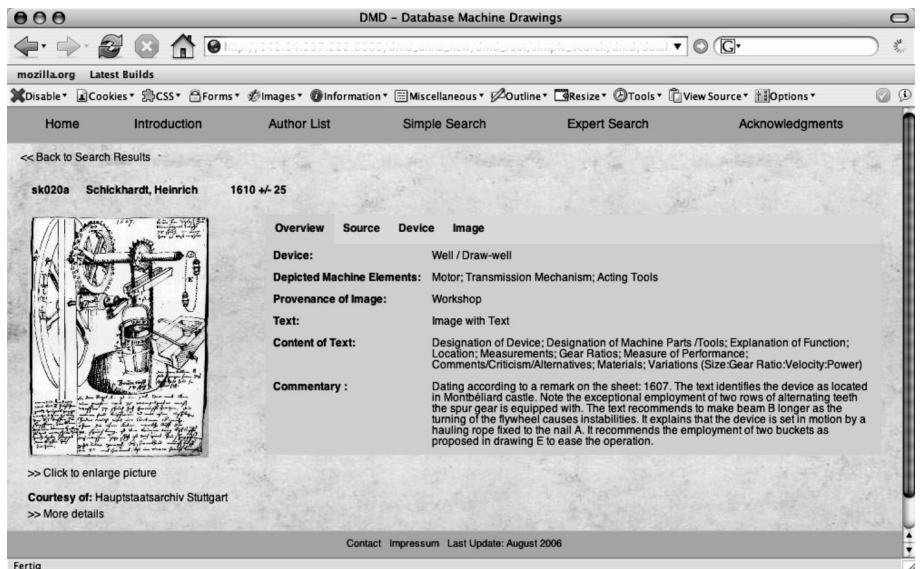 DMD – Database Machine Drawings
G
mozilla.org Latest Builds
Disable Cookies CSS Forms Images Information Miscellaneous Outline Resize Tools View Source Options
Home Introduction Author List Simple Search Expert Search Acknowledgments
<< Back to Search Results
sk020a Schickhardt, Heinrich 1610 +/- 25
Overview Source Device Image
Device: Well / Draw-well
Depicted Machine Elements: Motor; Transmission Mechanism; Acting Tools
Provenance of Image: Workshop
Text: Image with Text
Content of Text: Designation of Device; Designation of Machine Parts /Tools; Explanation of Function;
Location; Measurements; Gear Ratios; Measure of Performance;
Comments/Criticism/Alternatives; Materials; Variations (Size:Gear Ratio:Velocity:Power)
Commentary : Dating according to a remark on the sheet: 1607. The text identifies the device as located
in Montbéliard castle. Note the exceptional employment of two rows of alternating teeth
the spur gear is equipped with. The text recommends to make beam B longer as the
turning of the flywheel causes instabilities. It explains that the device is set in motion by a
hauling rope fixed to the nail A. It recommends the employment of two buckets as
proposed in drawing E to ease the operation.
>> Click to enlarge picture
Courtesy of: Hauptstaatsarchiv Stuttgart
>> More details
Contact Impressum Last Update: August 2006
Fertig